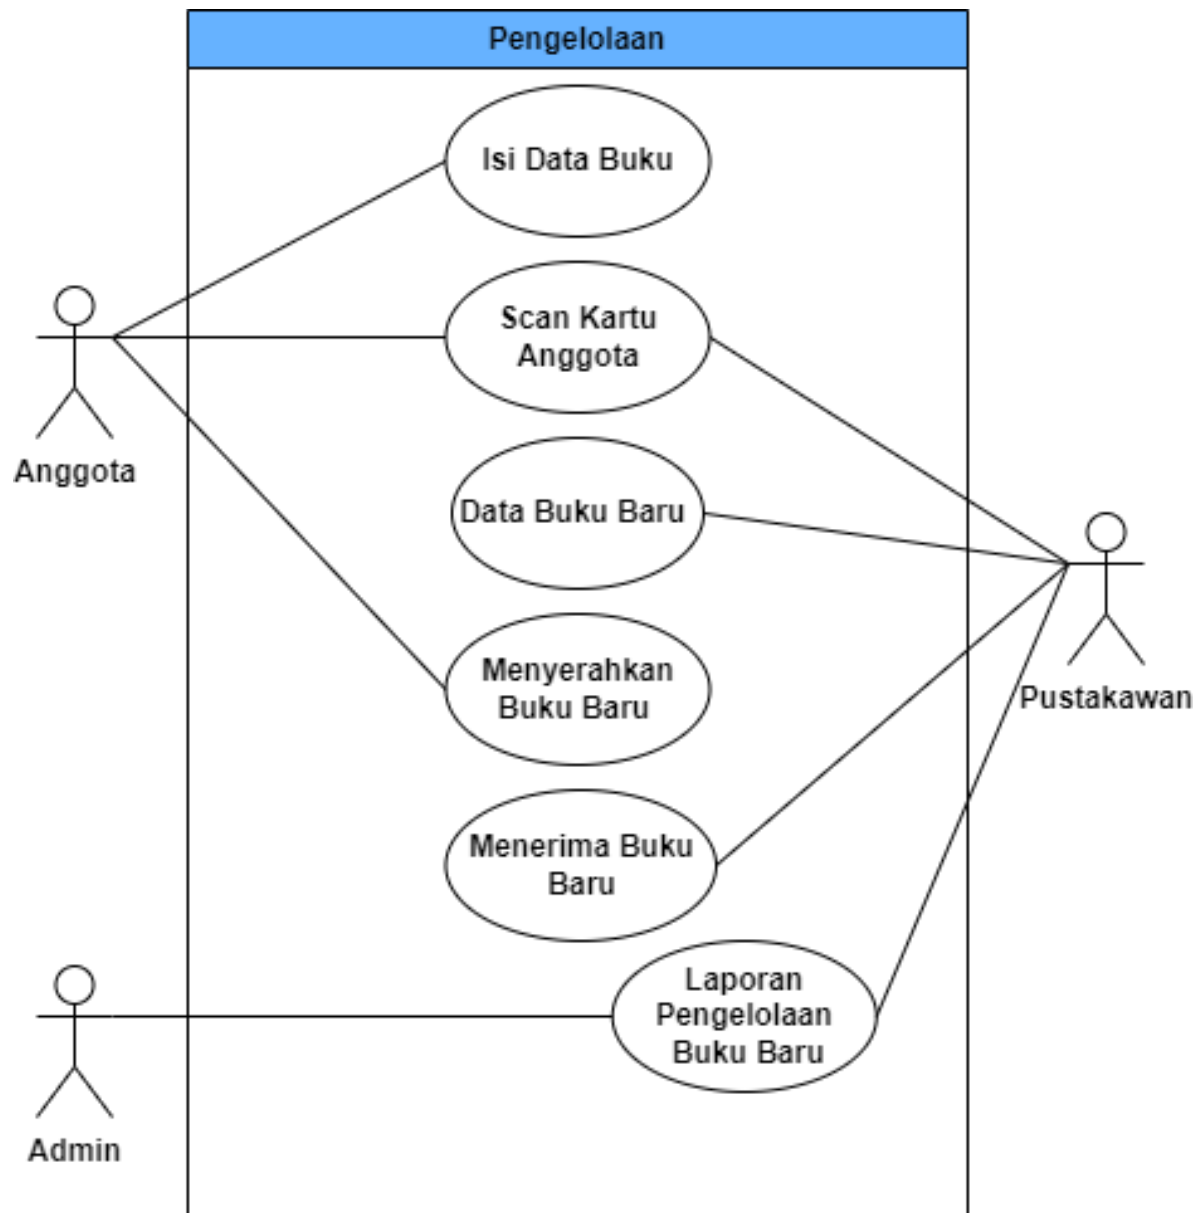 Pengelolaan
Isi Data Buku
Scan Kartu
Anggota
Anggota
Data Buku Baru
Menyerahkan
Buku Baru
Pustakawan
Menerima Buku
Baru
Laporan
Pengelolaan
Buku Baru
Admin